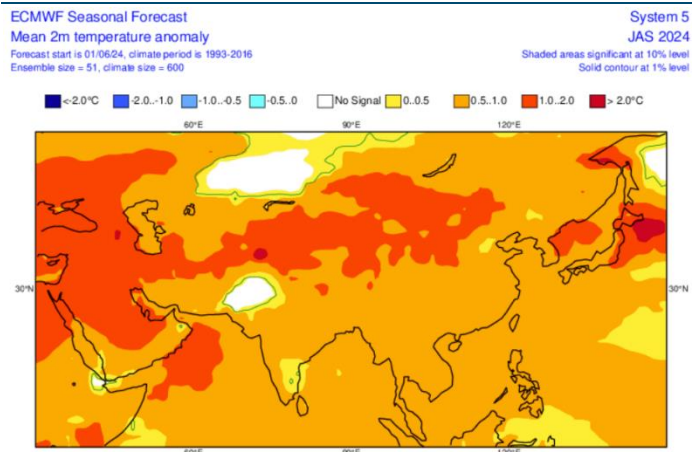 ECMWF Seasonal Forecast
System 5
Mean 2m temperature anomaly
JAS 2024
Forecast start is 01/06/24, climate period is 1993-2016
Shaded areas significant at 10% level
Ensemble size = 51, climate size = 600
Solid contour at 1% level
<-2.0°C -2.0..-1.0 -1.0..-0.5 -0.5..0 No Signal 0..0.5 0.5..1.0 1.0..2.0 > 2.0°C
60°E 90°E 120°E
30°N 30°N
60°E 90°E 120°E